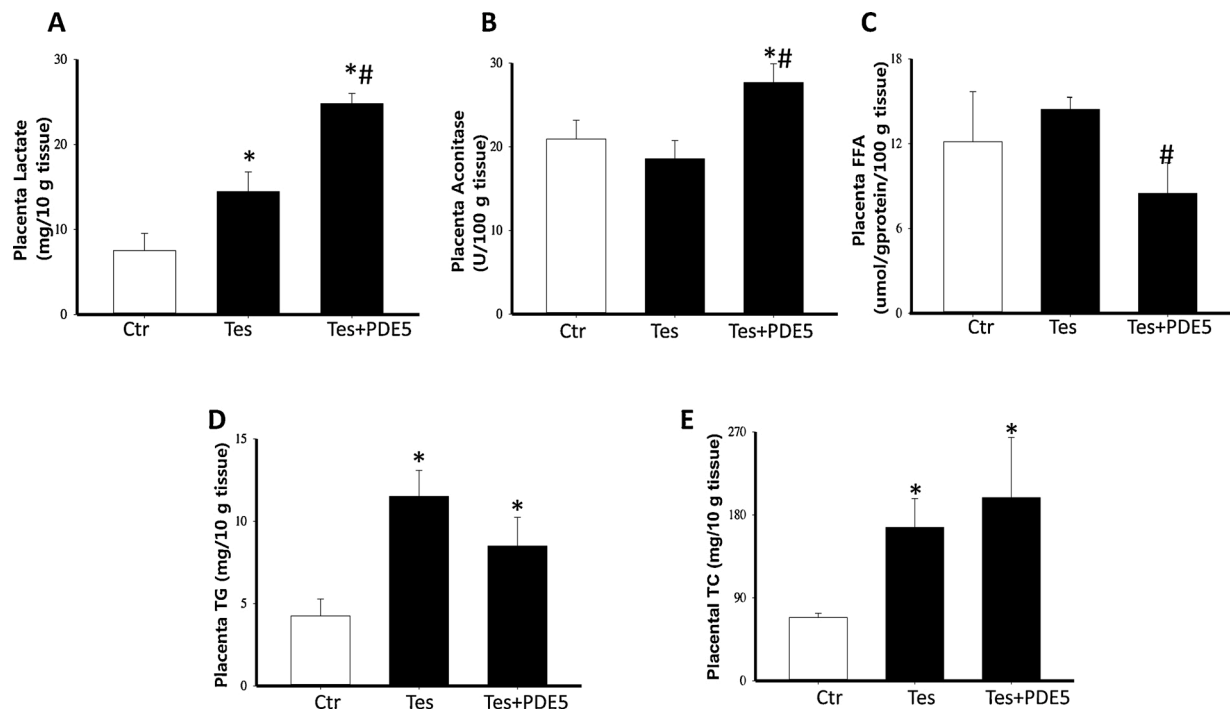 A
Placenta Lactate
(mg/10 g tissue)
30
20
10
0
*
*#
Ctr
Tes
Tes+PDE5
B
Placenta Aconitase
(U/100 g tissue)
30
20
10
0
*#
Ctr
Tes
Tes+PDE5
C
Placenta FFA
(umol/gprotein/100 g tissue)
18
12
6
0
#
Ctr
Tes
Tes+PDE5
D
Placenta TG (mg/10 g tissue)
15
10
5
0
*
*
Ctr
Tes
Tes+PDE5
E
Placental TC (mg/10 g tissue)
270
180
90
0
*
*
Ctr
Tes
Tes+PDE5